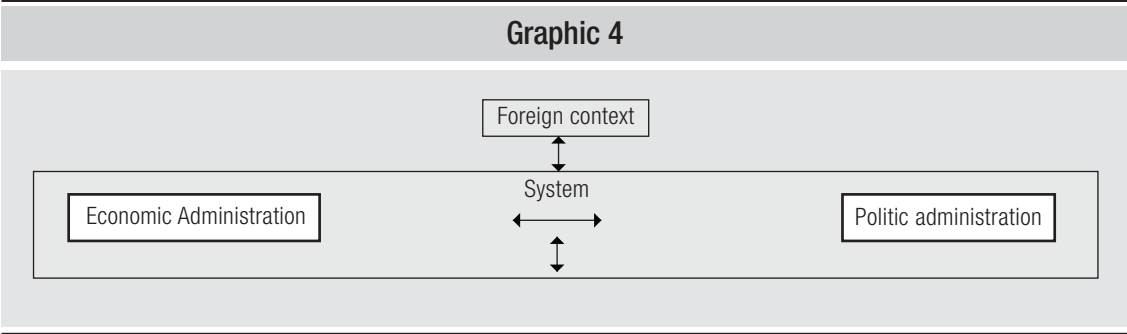 Graphic 4
Foreign context
System
Economic Administration
Politic administration